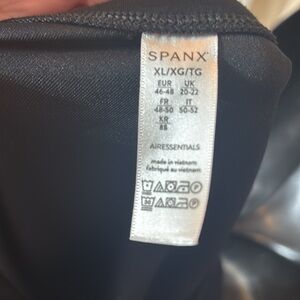 SPANX
XL/XG/TG
EUR UK
46-48 20-22
FR IT
48-50 50-52
KR
88
AIRESSENTIALS
made in vietnam
fabriqué au vietnam